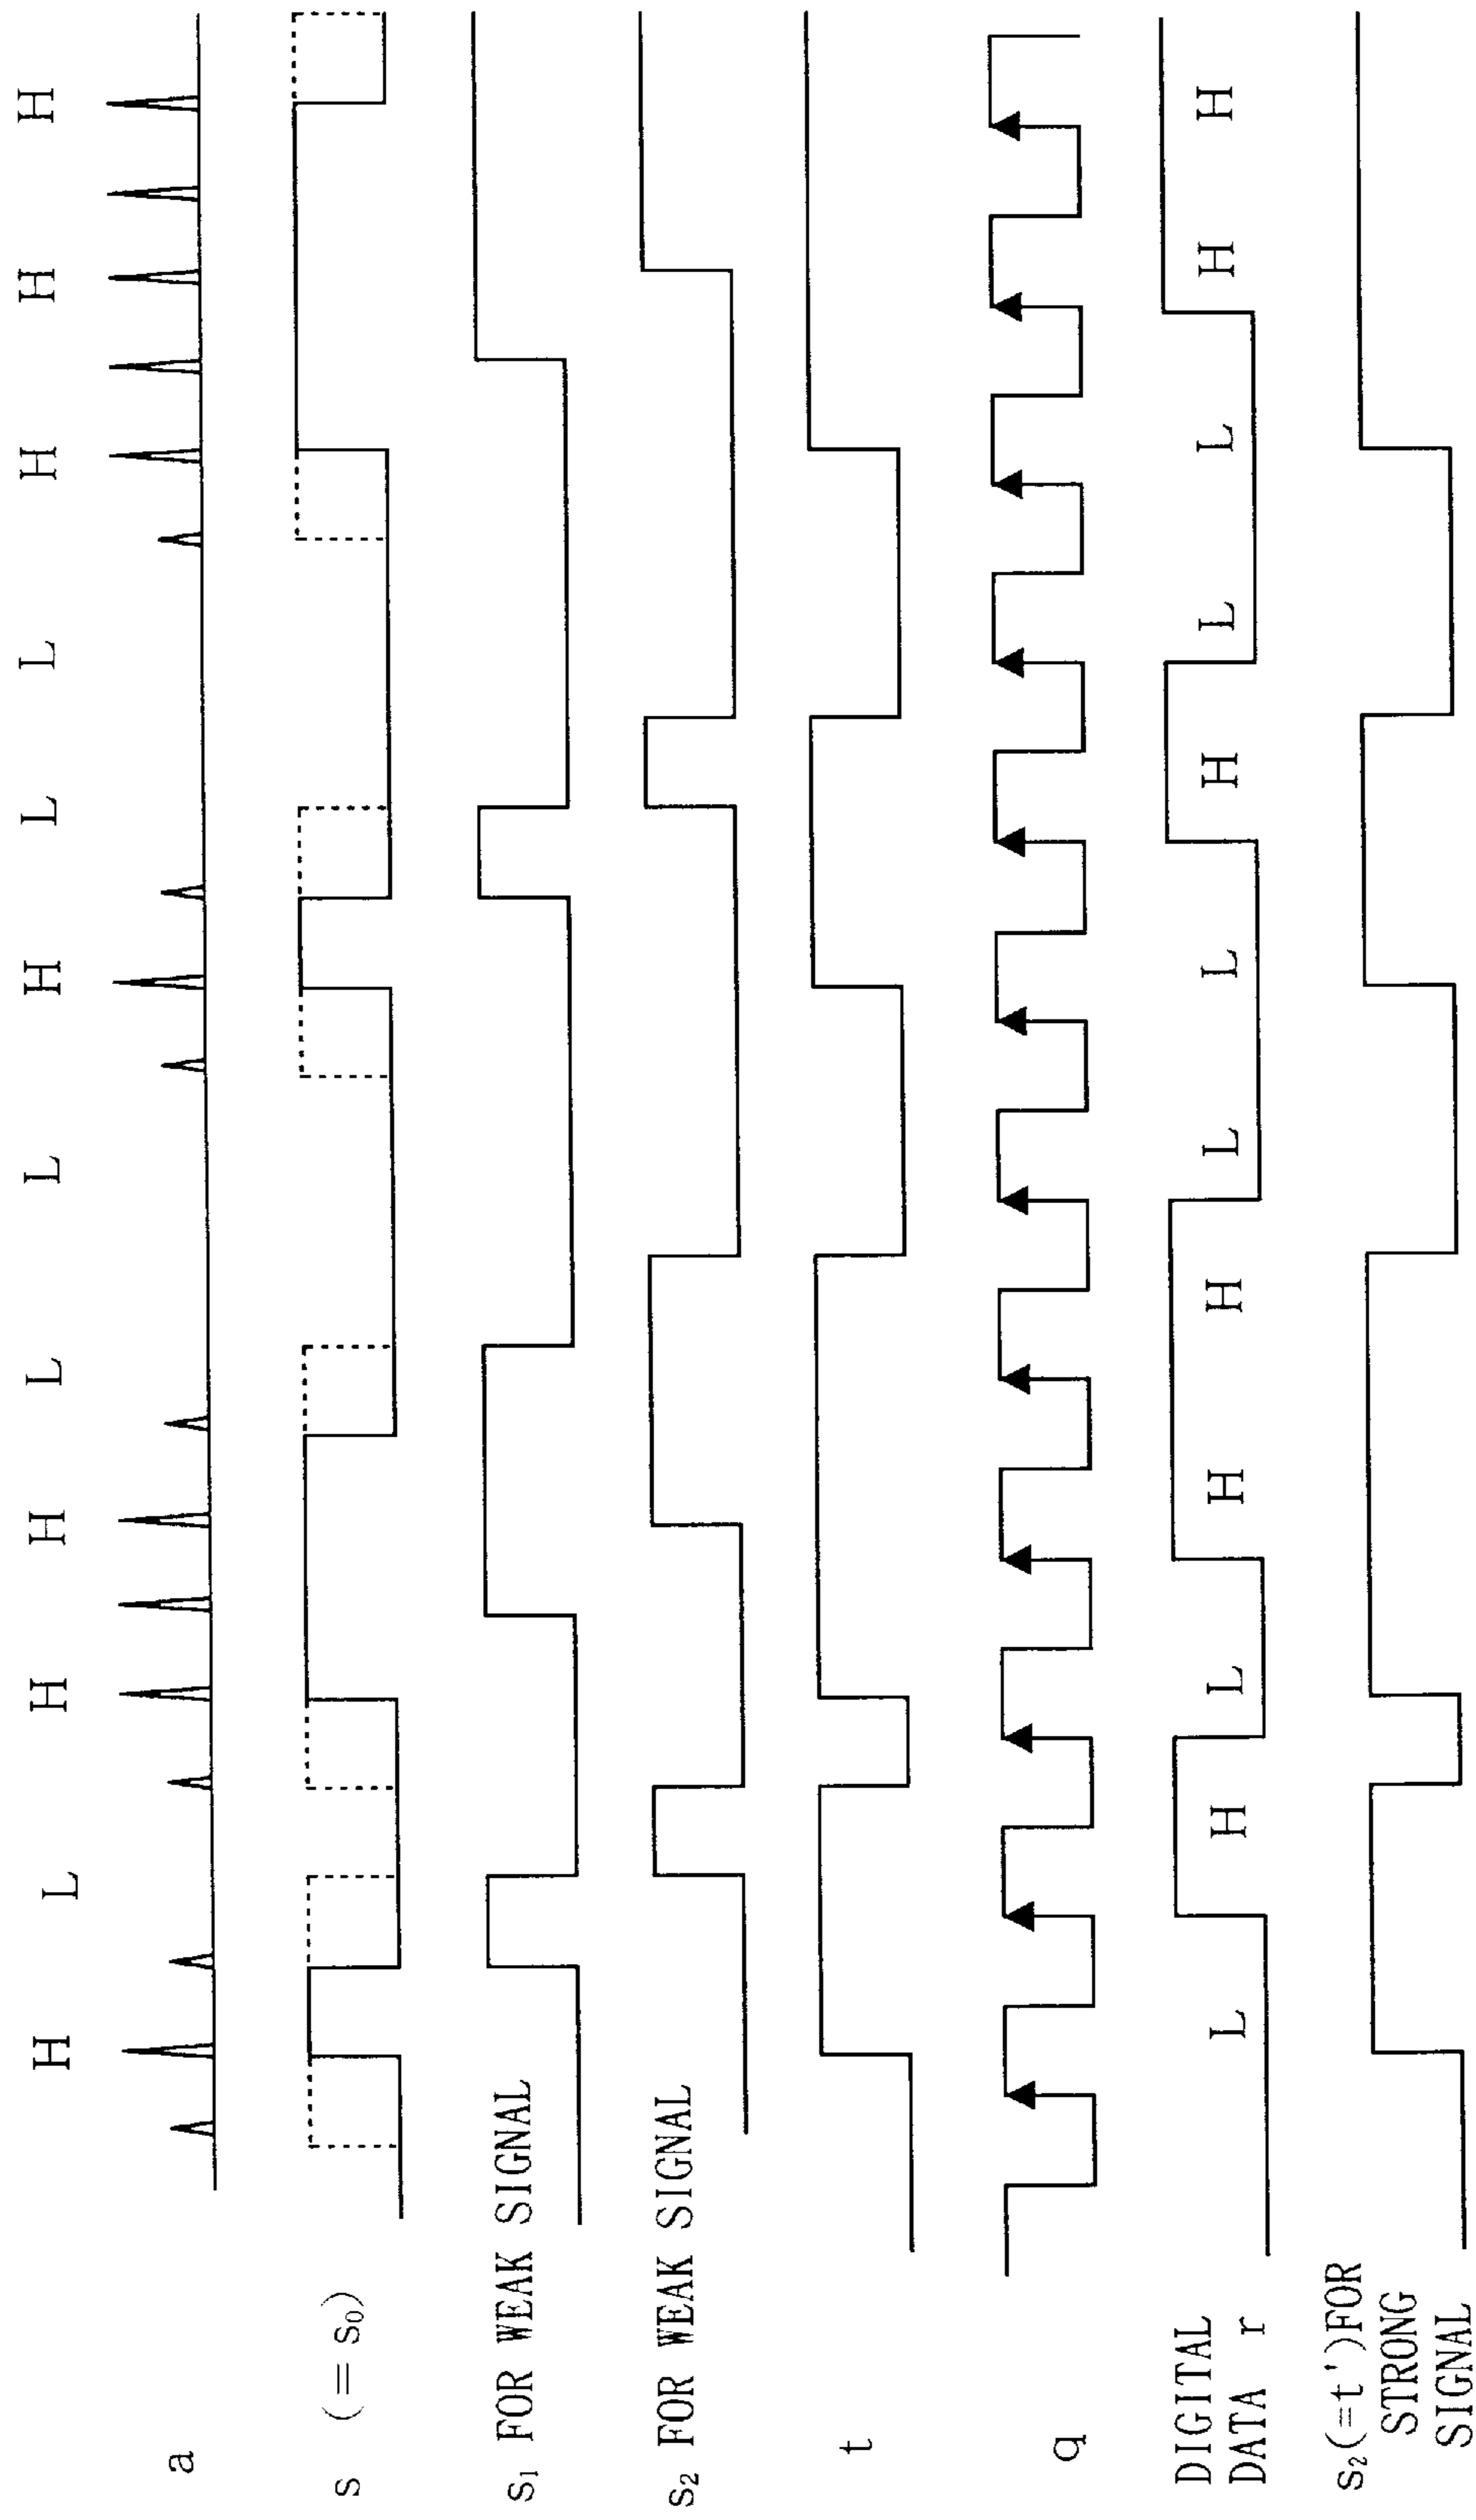 H L H H L L H L L H H H
a
s (=s₀)
s₁ FOR WEAK SIGNAL
s₂ FOR WEAK SIGNAL
t
q
L H L H H L L H L L H H
DIGITAL
DATA r
s₂(=t')FOR
STRONG
SIGNAL